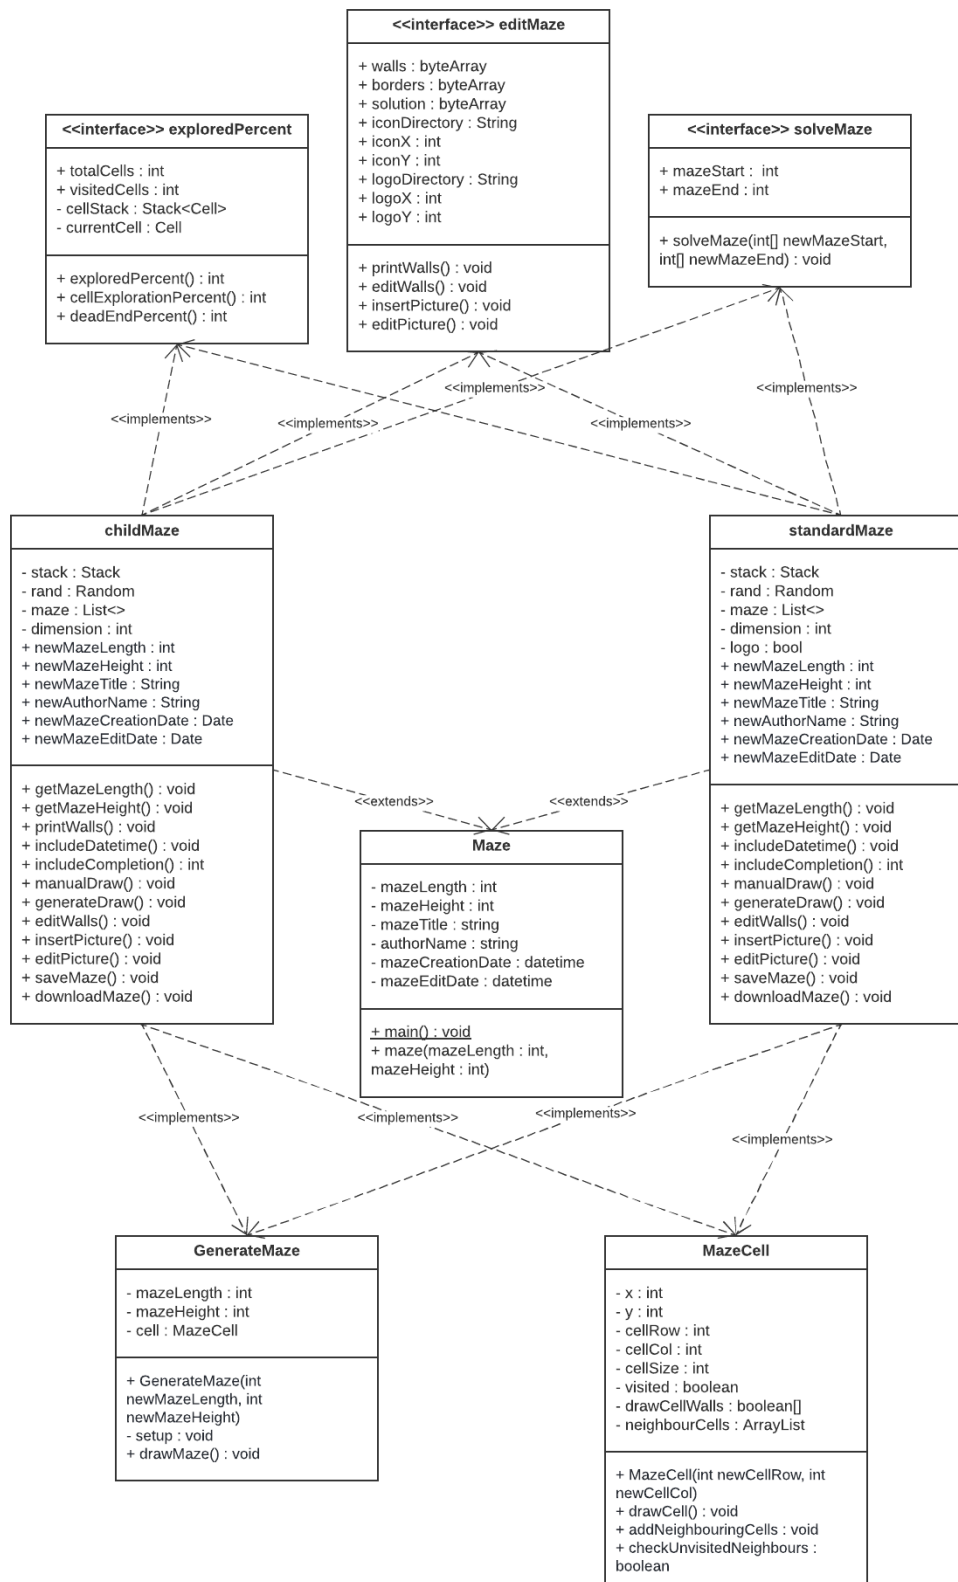 <<interface>> editMaze
+ walls : byteArray
+ borders : byteArray
+ solution : byteArray
+ iconDirectory : String
+ iconX : int
+ iconY : int
+ logoDirectory : String
+ logoX : int
+ logoY : int
+ printWalls() : void
+ editWalls() : void
+ insertPicture() : void
+ editPicture() : void
<<interface>> exploredPercent
+ totalCells : int
+ visitedCells : int
- cellStack : Stack<Cell>
- currentCell : Cell
+ exploredPercent() : int
+ cellExplorationPercent() : int
+ deadEndPercent() : int
<<interface>> solveMaze
+ mazeStart :  int
+ mazeEnd : int
+ solveMaze(int[] newMazeStart,
int[] newMazeEnd) : void
<<implements>>
<<implements>>
<<implements>>
<<implements>>
<<implements>>
<<implements>>
childMaze
- stack : Stack
- rand : Random
- maze : List<>
- dimension : int
+ newMazeLength : int
+ newMazeHeight : int
+ newMazeTitle : String
+ newAuthorName : String
+ newMazeCreationDate : Date
+ newMazeEditDate : Date
+ getMazeLength() : void
+ getMazeHeight() : void
+ printWalls() : void
+ includeDatetime() : void
+ includeCompletion() : int
+ manualDraw() : void
+ generateDraw() : void
+ editWalls() : void
+ insertPicture() : void
+ editPicture() : void
+ saveMaze() : void
+ downloadMaze() : void
standardMaze
- stack : Stack
- rand : Random
- maze : List<>
- dimension : int
- logo : bool
+ newMazeLength : int
+ newMazeHeight : int
+ newMazeTitle : String
+ newAuthorName : String
+ newMazeCreationDate : Date
+ newMazeEditDate : Date
+ getMazeLength() : void
+ getMazeHeight() : void
+ includeDatetime() : void
+ includeCompletion() : int
+ manualDraw() : void
+ generateDraw() : void
+ editWalls() : void
+ insertPicture() : void
+ editPicture() : void
+ saveMaze() : void
+ downloadMaze() : void
<<extends>>
<<extends>>
Maze
- mazeLength : int
- mazeHeight : int
- mazeTitle : string
- authorName : string
- mazeCreationDate : datetime
- mazeEditDate : datetime
+ main() : void
+ maze(mazeLength : int,
mazeHeight : int)
<<implements>>
<<implements>>
<<implements>>
<<implements>>
GenerateMaze
- mazeLength : int
- mazeHeight : int
- cell : MazeCell
+ GenerateMaze(int
newMazeLength, int
newMazeHeight)
- setup : void
+ drawMaze() : void
MazeCell
- x : int
- y : int
- cellRow : int
- cellCol : int
- cellSize : int
- visited : boolean
- drawCellWalls : boolean[]
- neighbourCells : ArrayList
+ MazeCell(int newCellRow, int
newCellCol)
+ drawCell() : void
+ addNeighbouringCells : void
+ checkUnvisitedNeighbours :
boolean